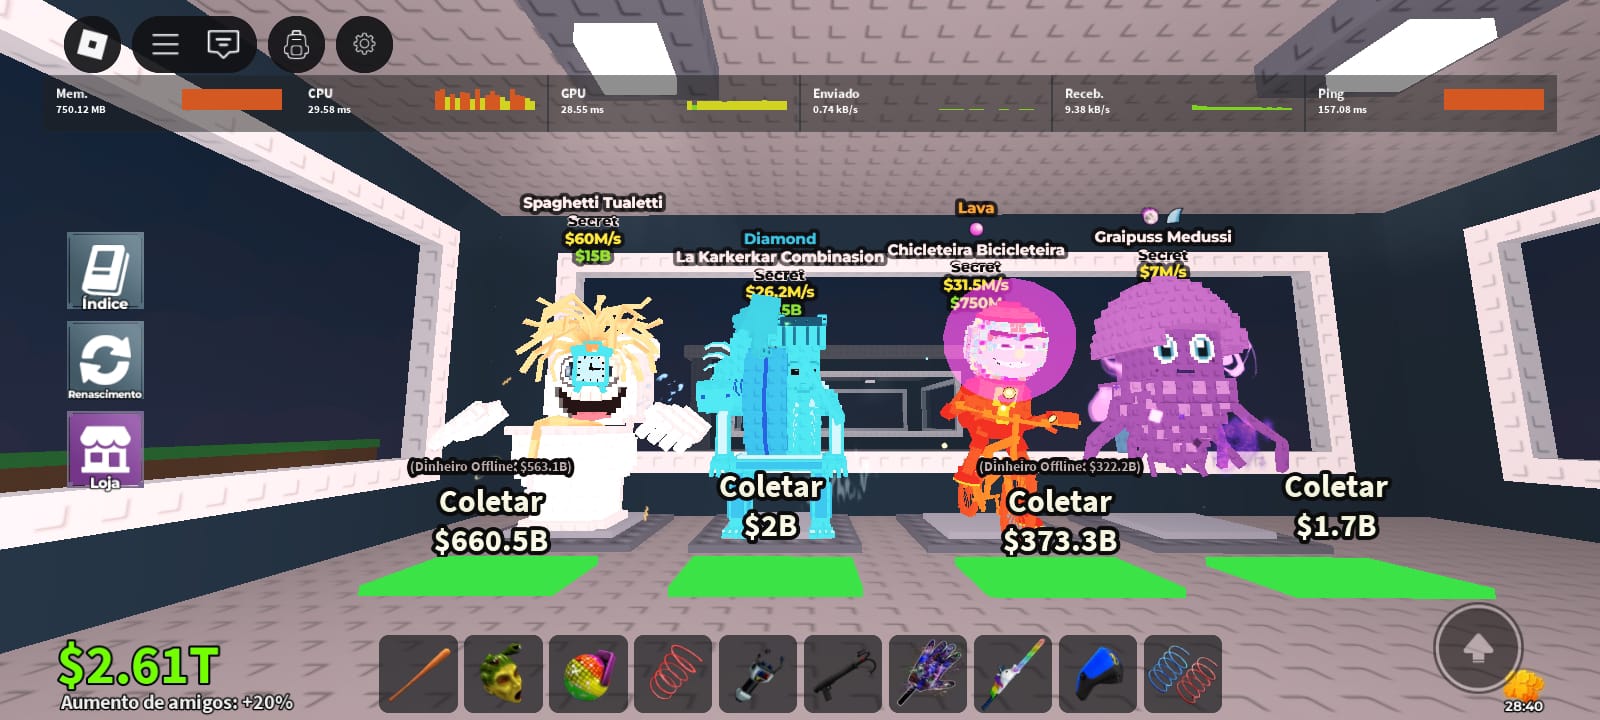 Mem.
750.12 MB
CPU
29.58 ms
GPU
28.55 ms
Enviado
0.74 kB/s
Receb.
9.38 kB/s
Ping
157.08 ms
Spaghetti Tualetti
Secret
$60M/s
$15B
Diamond
La Karkerkar Combinasion
Secret
$26.2M/s
5B
Lava
Chicleteira Bicicleteira
Secret
$31.5M/s
$750M
Graipuss Medussi
Secret
$7M/s
Índice
Renascimento
Loja
(Dinheiro Offline: $563.1B)
Coletar
$660.5B
Coletar
$2B
(Dinheiro Offline: $322.2B)
Coletar
$373.3B
Coletar
$1.7B
$2.61T
Aumento de amigos: +20%
28:40